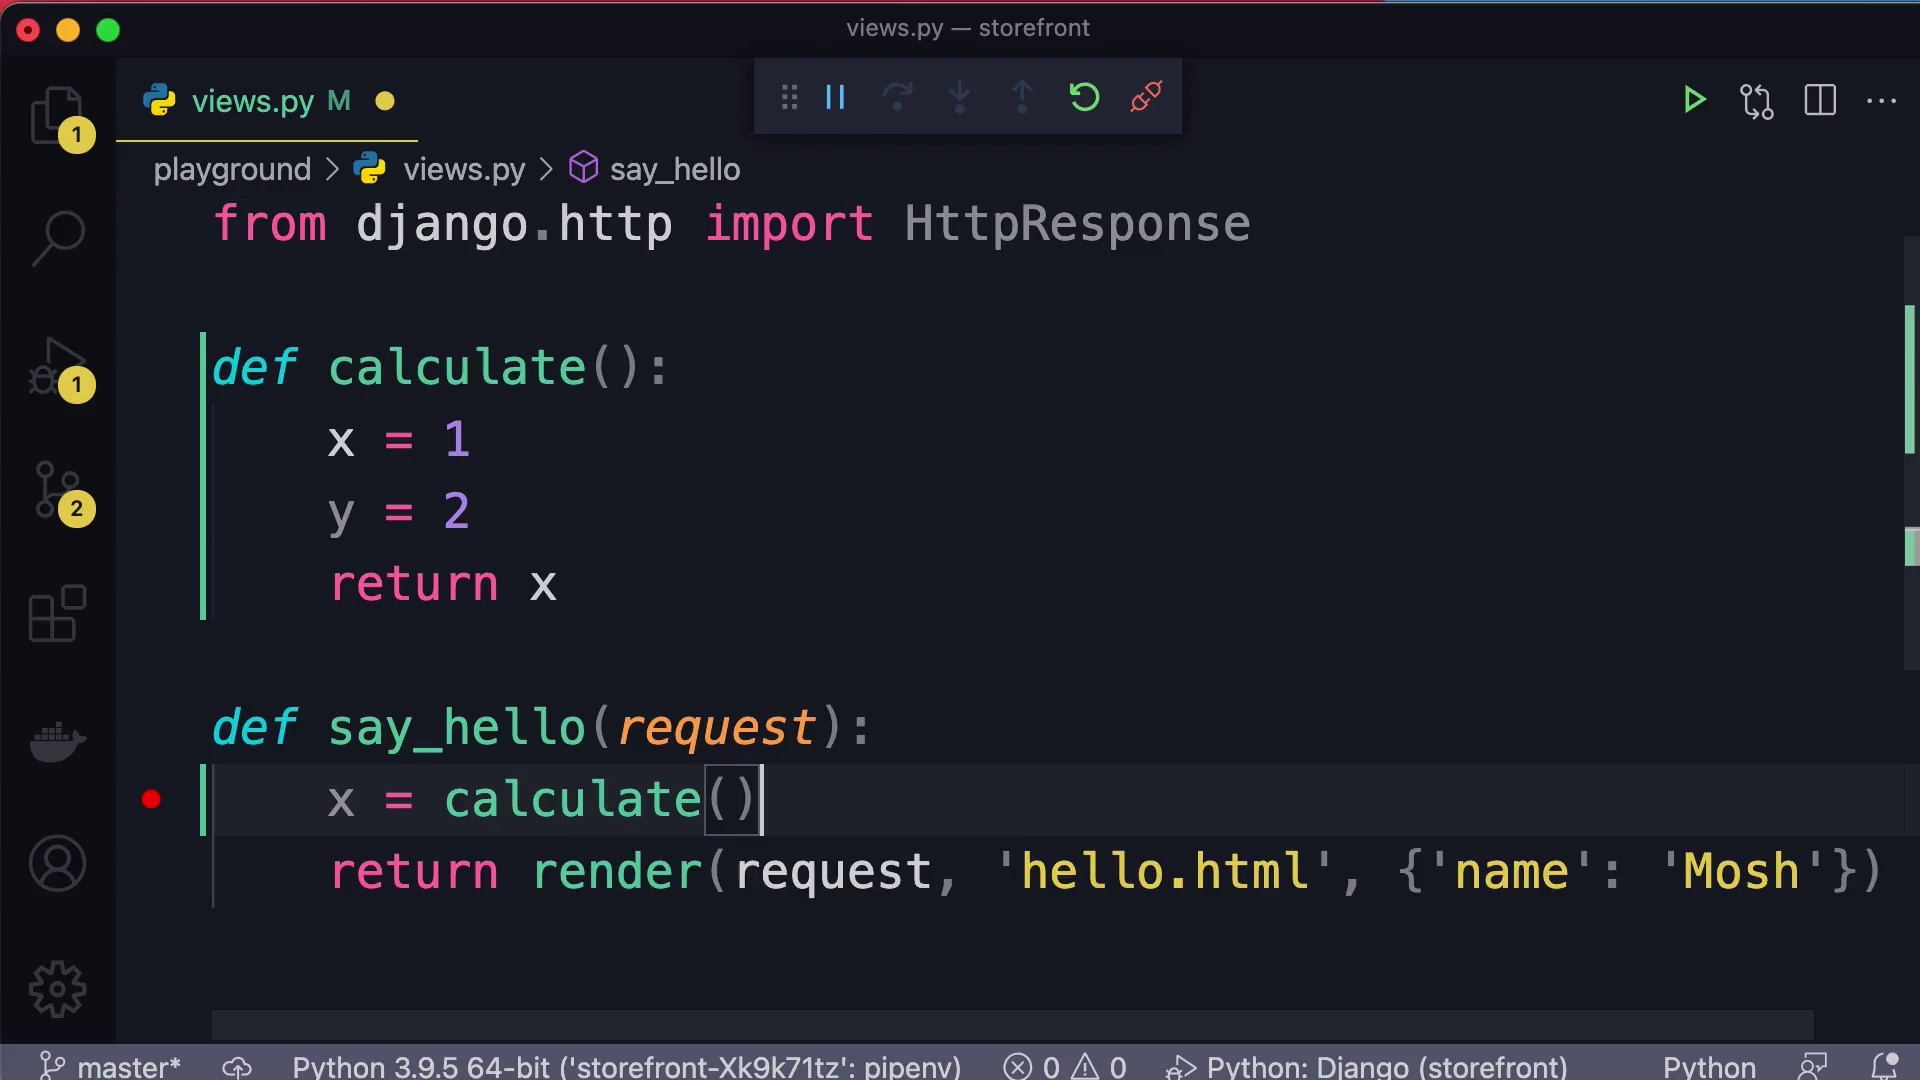 views.py — storefront
views.py M
playground > views.py > say_hello
from django.http import HttpResponse
def calculate():
x = 1
y = 2
return x
def say_hello(request):
x = calculate()
return render(request, 'hello.html', {'name': 'Mosh'})
1
1
2
master* Python 3.9.5 64-bit ('storefront-Xk9k71tz': pipenv) 0 0 Python: Django (storefront) Python